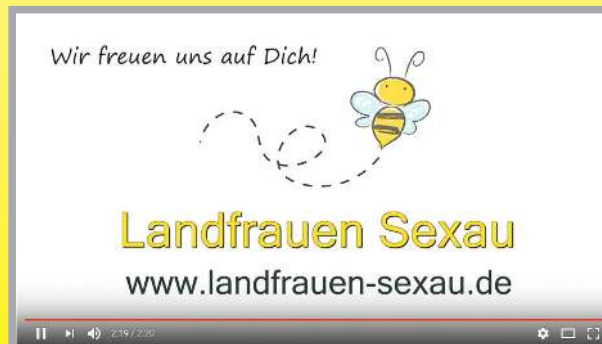 Wir freuen uns auf Dich!
Landfrauen Sexau
www.landfrauen-sexau.de
2:19 / 2:20